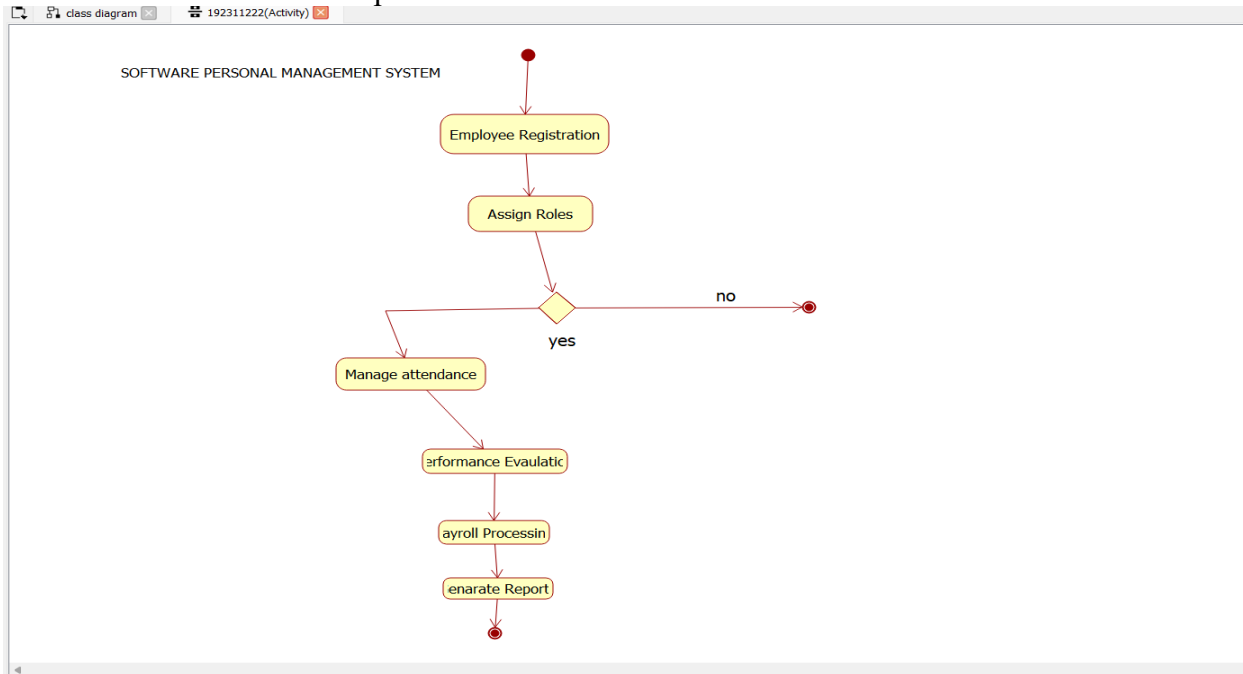 class diagram
192311222(Activity)
SOFTWARE PERSONAL MANAGEMENT SYSTEM
Employee Registration
Assign Roles
no
yes
Manage attendance
erformance Evaulatic
ayroll Processin
enarate Report